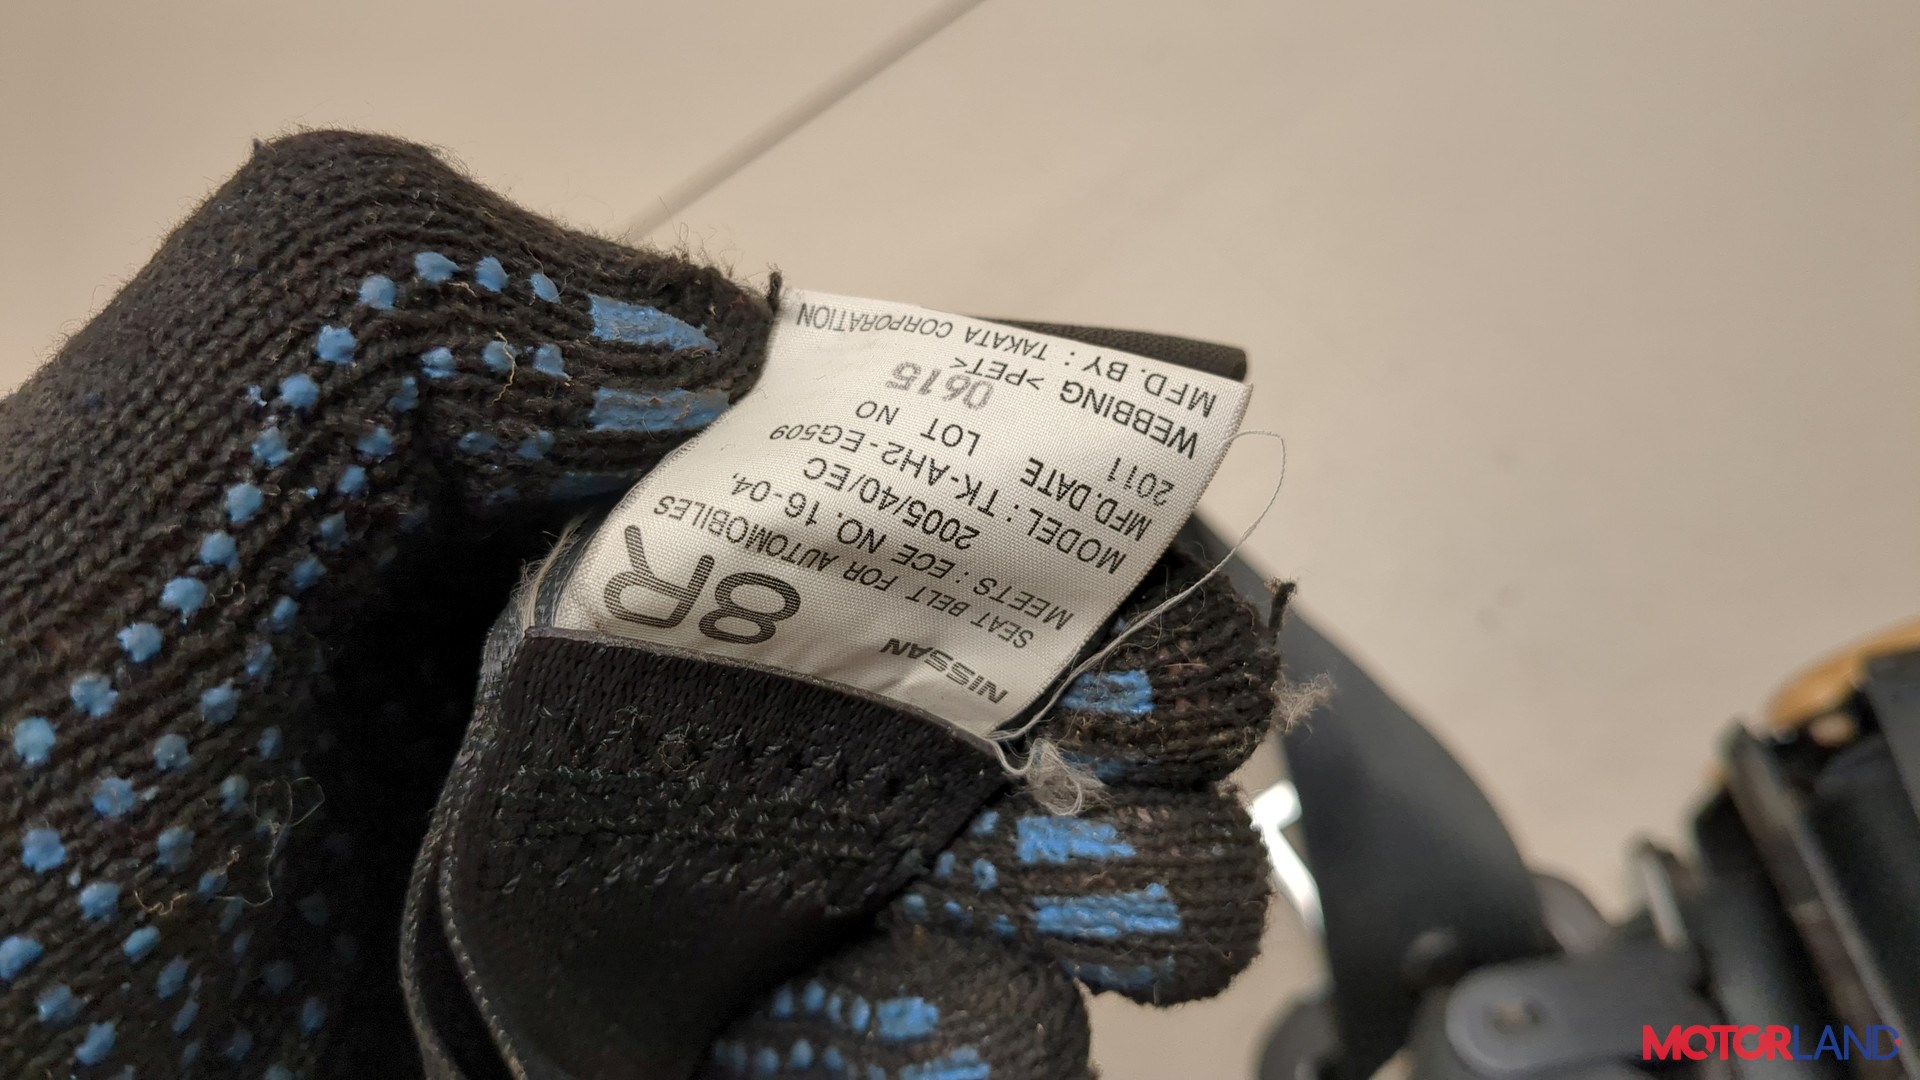 NISSAN
8R
SEAT BELT FOR AUTOMOBILES
MEETS : ECE NO. 16-04,
2005/40/EC
MODEL : TK-AH2-EG509
MFD.DATE LOT NO
2011 0615
WEBBING >PET<
MFD. BY : TAKATA CORPORATION
MOTORLAND